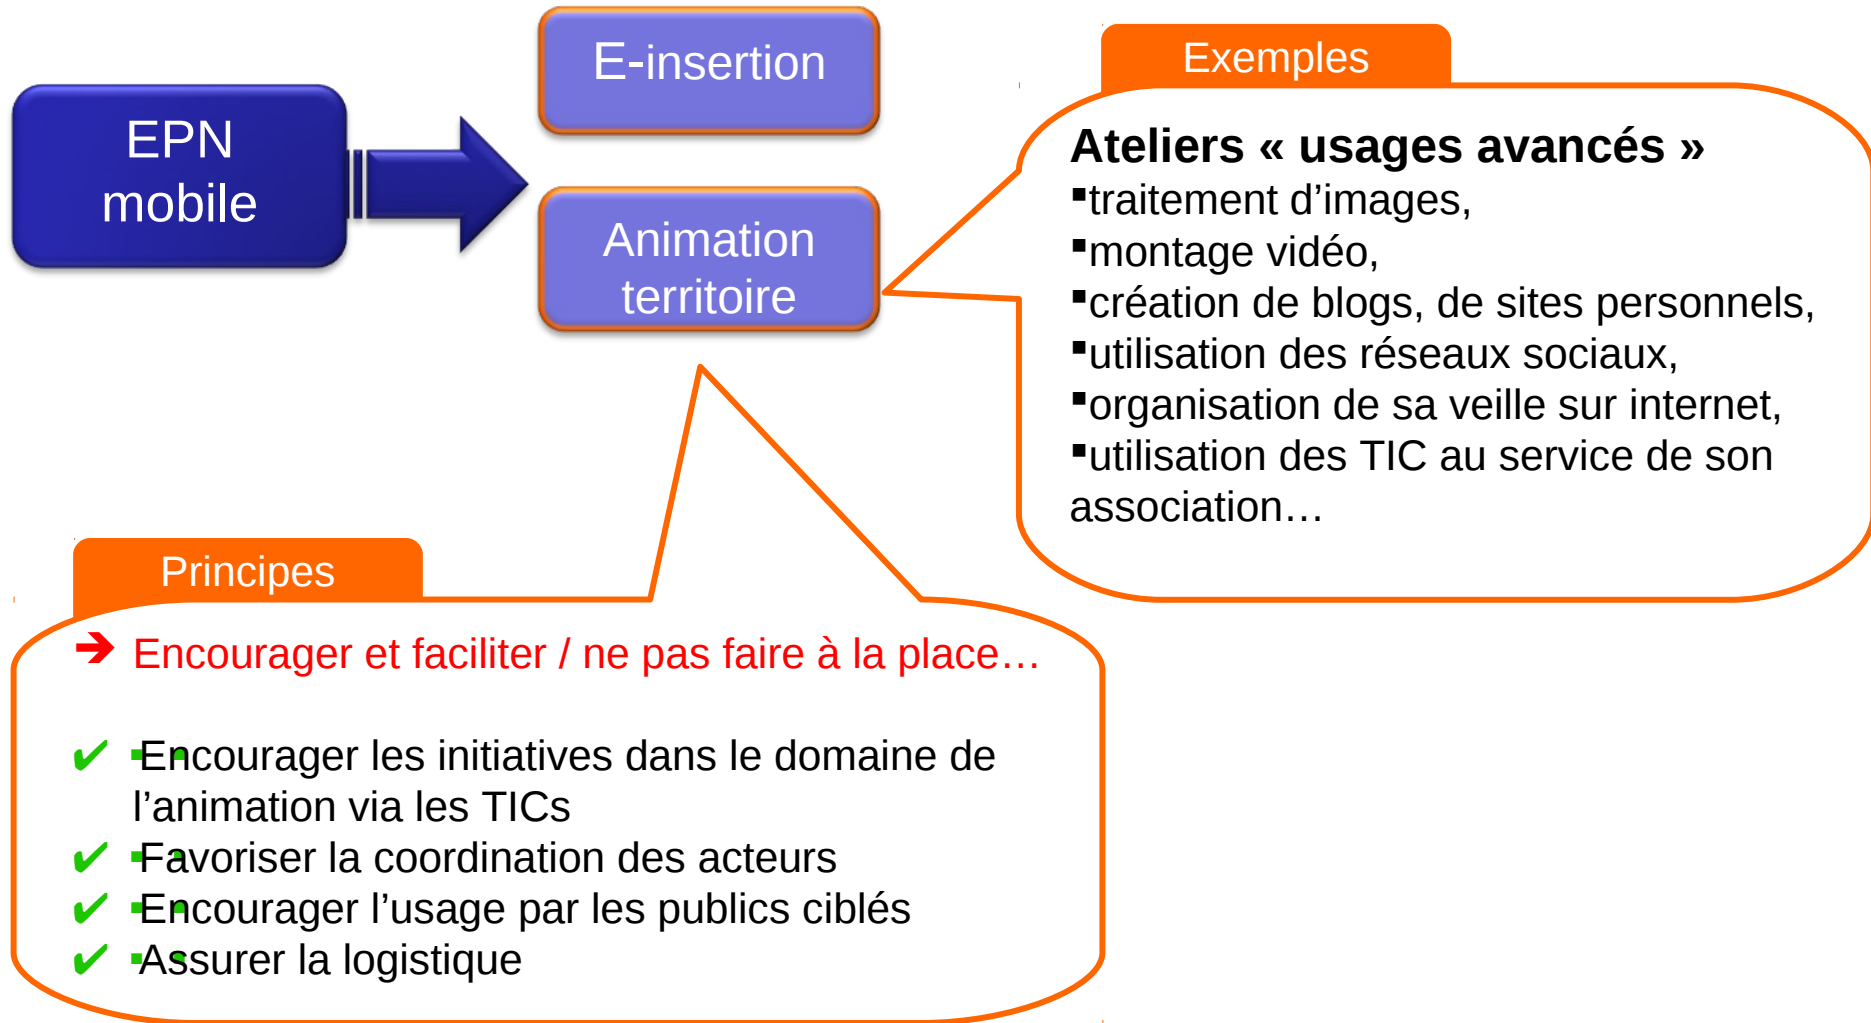 EPN
mobile
E-insertion
Animation
territoire
Exemples
Ateliers « usages avancés »
▪traitement d’images,
▪montage vidéo,
▪création de blogs, de sites personnels,
▪utilisation des réseaux sociaux,
▪organisation de sa veille sur internet,
▪utilisation des TIC au service de son
association…
Principes
➔ Encourager et faciliter / ne pas faire à la place…
✔ Encourager les initiatives dans le domaine de
l’animation via les TICs
✔ Favoriser la coordination des acteurs
✔ Encourager l’usage par les publics ciblés
✔ Assurer la logistique